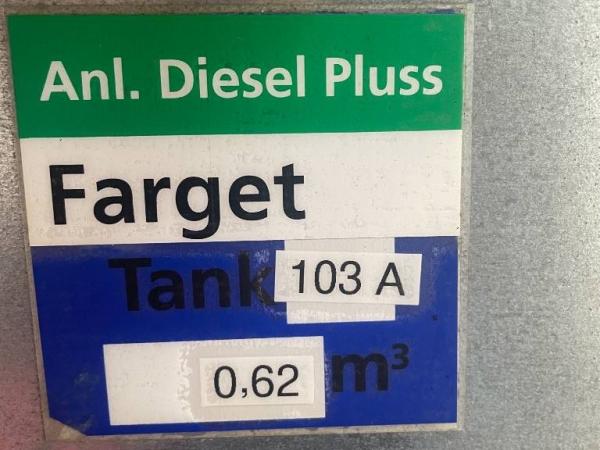 Anl. Diesel Pluss
Farget
Tank 103 A
0,62 m³